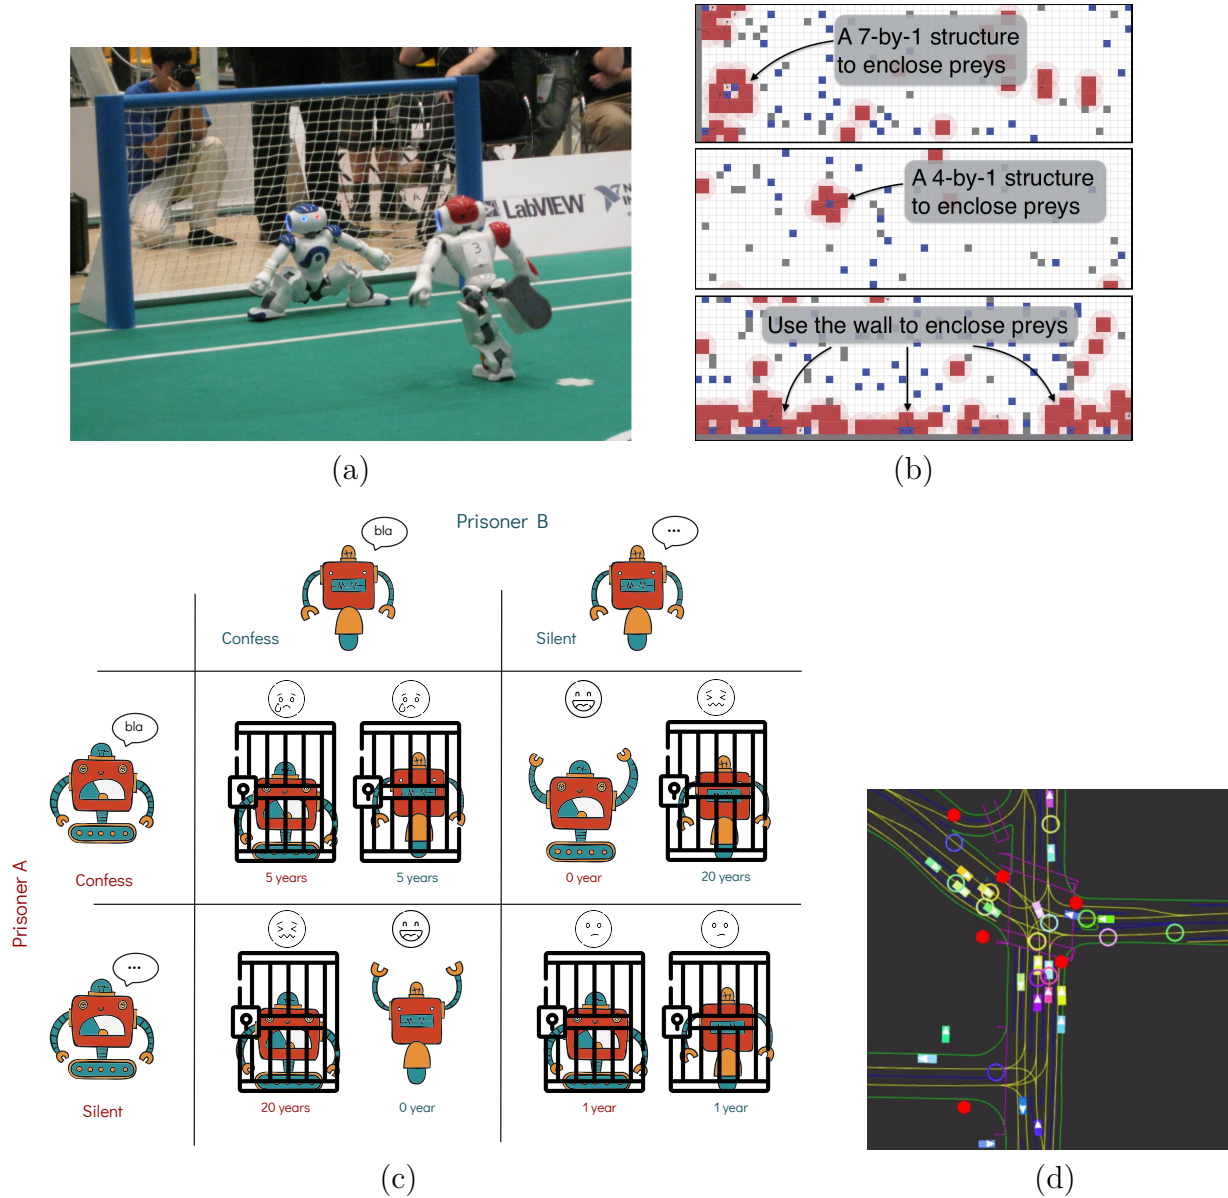 LabVIEW
N
IN
3
(a)
A 7-by-1 structure
to enclose preys
A 4-by-1 structure
to enclose preys
Use the wall to enclose preys
(b)
Prisoner B
bla
...
Confess
Silent
Prisoner A
bla
Confess
5 years
5 years
0 year
20 years
...
Silent
20 years
0 year
1 year
1 year
(c)
(d)